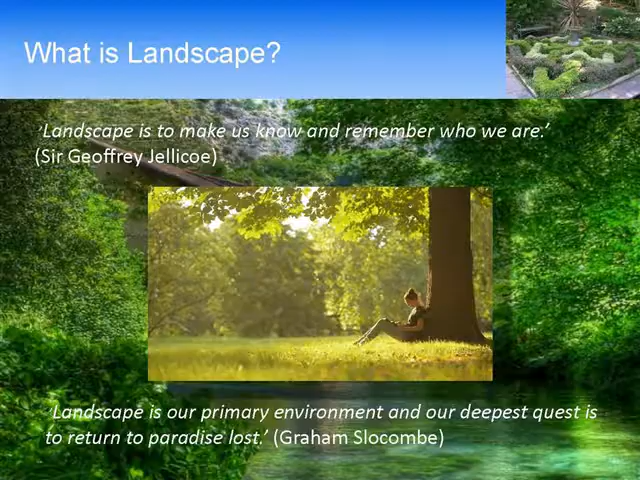 What is Landscape?
‘Landscape is to make us know and remember who we are.’
(Sir Geoffrey Jellicoe)
‘Landscape is our primary environment and our deepest quest is
to return to paradise lost.’ (Graham Slocombe)